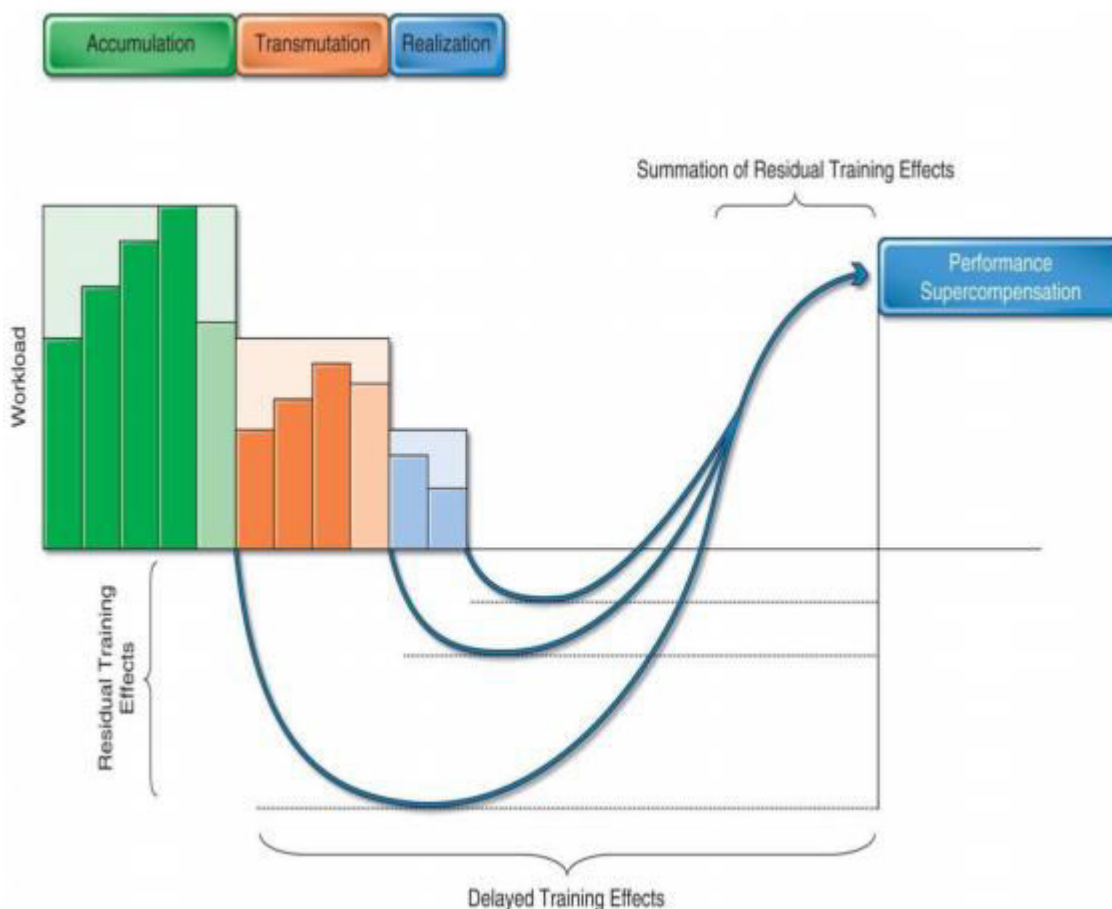 Accumulation
Transmutation
Realization
Summation of Residual Training Effects
Performance
Supercompensation
Workload
Residual Training
Effects
Delayed Training Effects